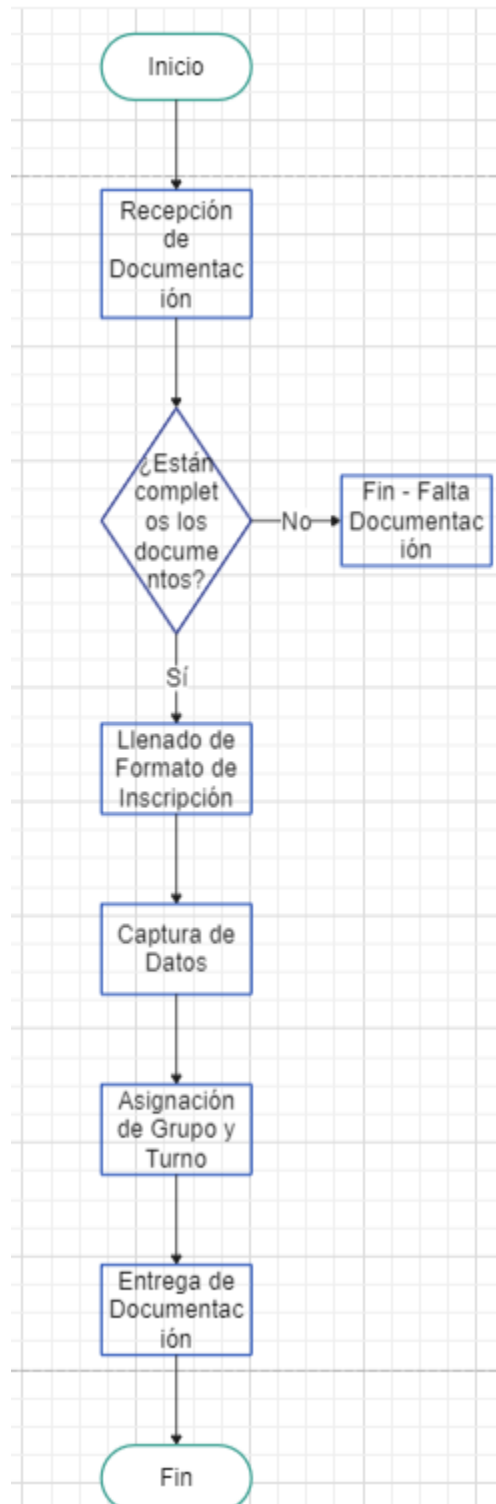 Inicio
Recepción
de
Documentac
ión
¿Están
complet
os los
docume
ntos?
No
Fin - Falta
Documentac
ión
Sí
Llenado de
Formato de
Inscripción
Captura de
Datos
Asignación
de Grupo y
Turno
Entrega de
Documentac
ión
Fin